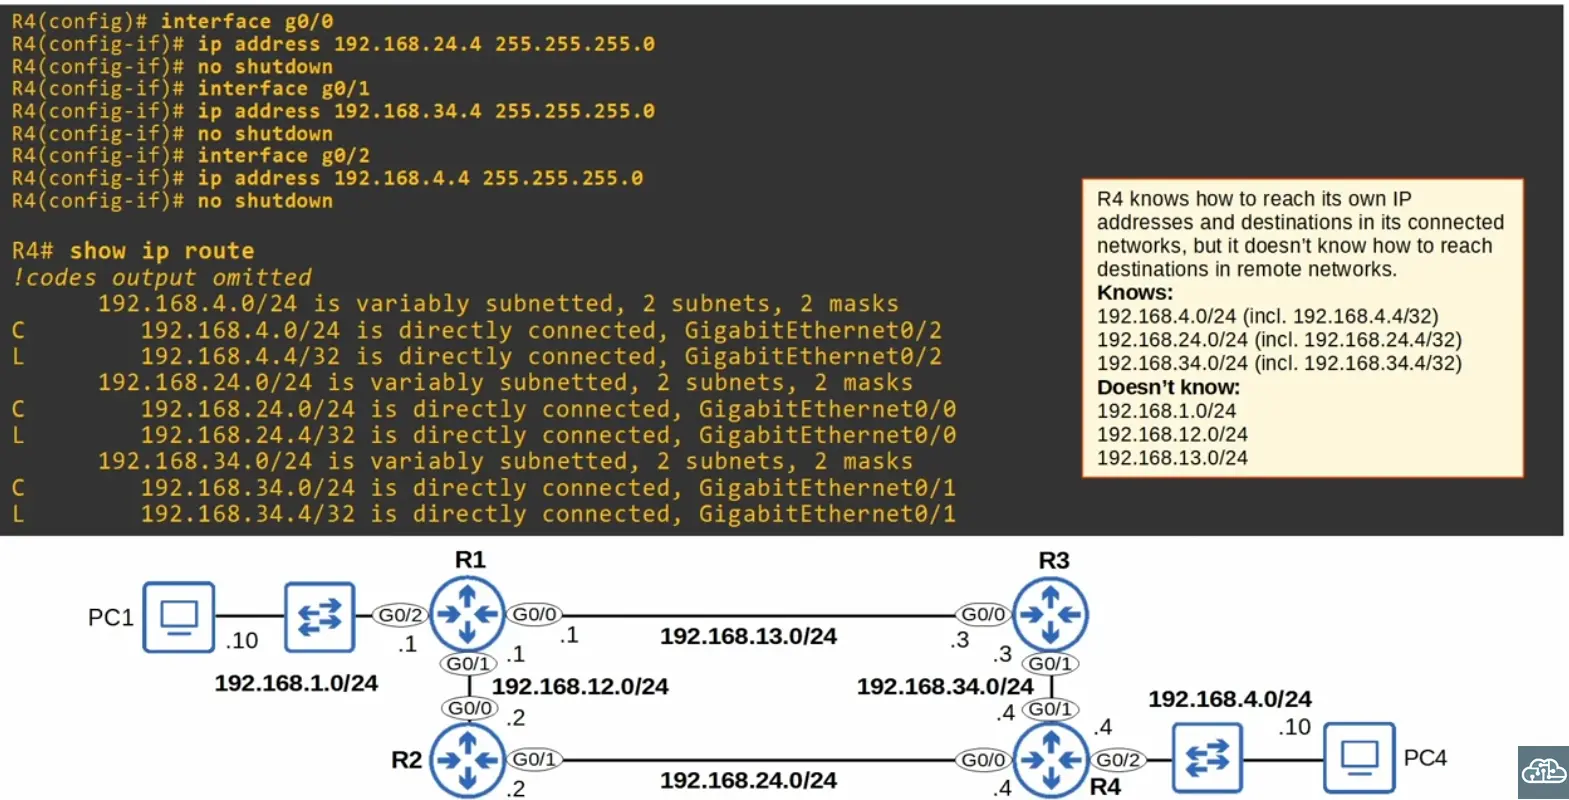 R4(config)# interface g0/0
R4(config-if)# ip address 192.168.24.4 255.255.255.0
R4(config-if)# no shutdown
R4(config-if)# interface g0/1
R4(config-if)# ip address 192.168.34.4 255.255.255.0
R4(config-if)# no shutdown
R4(config-if)# interface g0/2
R4(config-if)# ip address 192.168.4.4 255.255.255.0
R4(config-if)# no shutdown
R4# show ip route
!codes output omitted
192.168.4.0/24 is variably subnetted, 2 subnets, 2 masks
C 192.168.4.0/24 is directly connected, GigabitEthernet0/2
L 192.168.4.4/32 is directly connected, GigabitEthernet0/2
192.168.24.0/24 is variably subnetted, 2 subnets, 2 masks
C 192.168.24.0/24 is directly connected, GigabitEthernet0/0
L 192.168.24.4/32 is directly connected, GigabitEthernet0/0
192.168.34.0/24 is variably subnetted, 2 subnets, 2 masks
C 192.168.34.0/24 is directly connected, GigabitEthernet0/1
L 192.168.34.4/32 is directly connected, GigabitEthernet0/1
R4 knows how to reach its own IP
addresses and destinations in its connected
networks, but it doesn't know how to reach
destinations in remote networks.
Knows:
192.168.4.0/24 (incl. 192.168.4.4/32)
192.168.24.0/24 (incl. 192.168.24.4/32)
192.168.34.0/24 (incl. 192.168.34.4/32)
Doesn't know:
192.168.1.0/24
192.168.12.0/24
192.168.13.0/24
R1
R3
PC1
G0/2
G0/0
G0/0
.10
.1
.1
192.168.13.0/24
.3
.1
.3
G0/1
G0/1
192.168.1.0/24
192.168.12.0/24
192.168.34.0/24
192.168.4.0/24
G0/0
.2
.4
G0/1
.4
.10
R2
G0/1
G0/0
G0/2
PC4
.2
192.168.24.0/24
.4
R4